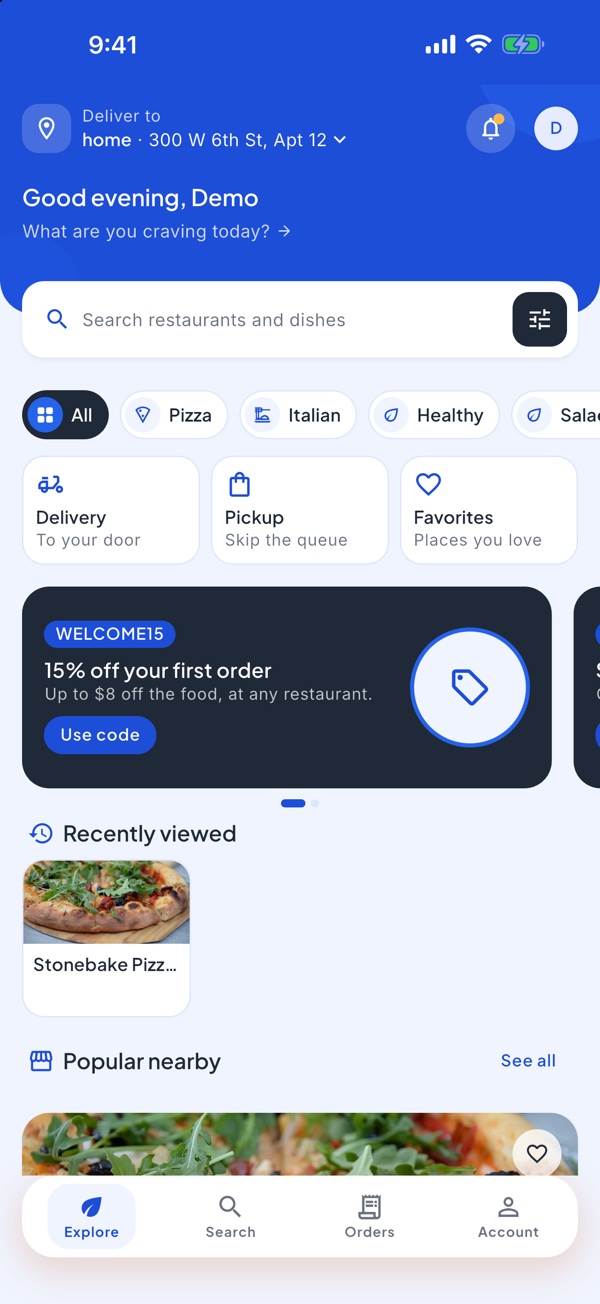 9:41
Deliver to
home · 300 W 6th St, Apt 12
D
Good evening, Demo
What are you craving today? →
Search restaurants and dishes
All
Pizza
Italian
Healthy
Sala
Delivery
To your door
Pickup
Skip the queue
Favorites
Places you love
WELCOME15
15% off your first order
Up to $8 off the food, at any restaurant.
Use code
Recently viewed
Stonebake Pizz...
Popular nearby
See all
Explore
Search
Orders
Account